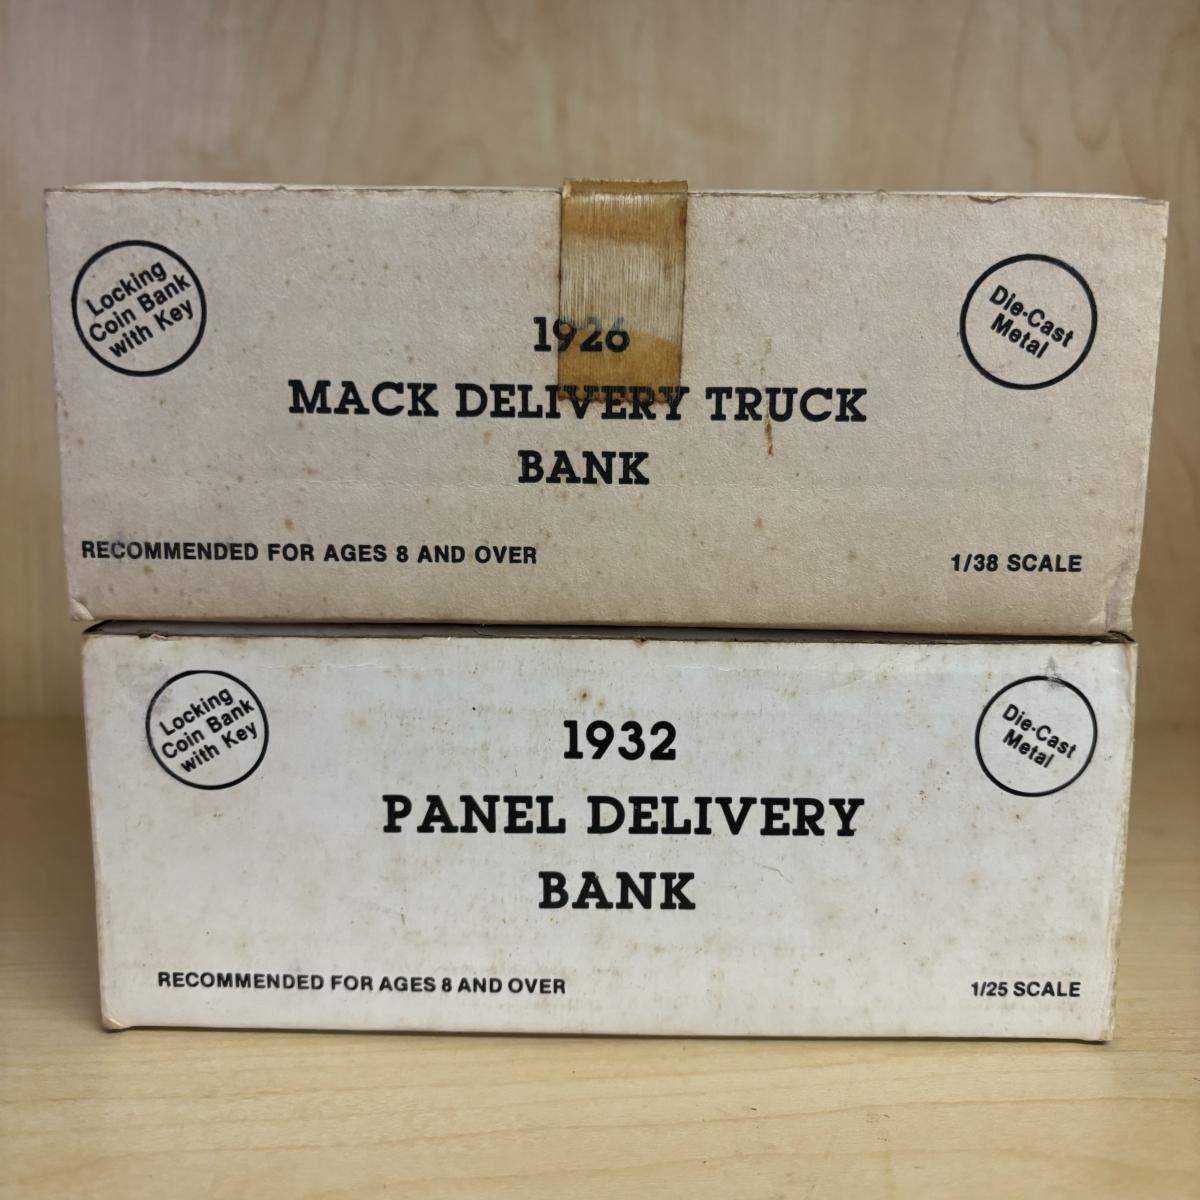 Locking
Coin Bank
with Key
Die-Cast
Metal
1926
MACK DELIVERY TRUCK
BANK
RECOMMENDED FOR AGES 8 AND OVER
1/38 SCALE
Locking
Coin Bank
with Key
Die-Cast
Metal
1932
PANEL DELIVERY
BANK
RECOMMENDED FOR AGES 8 AND OVER
1/25 SCALE